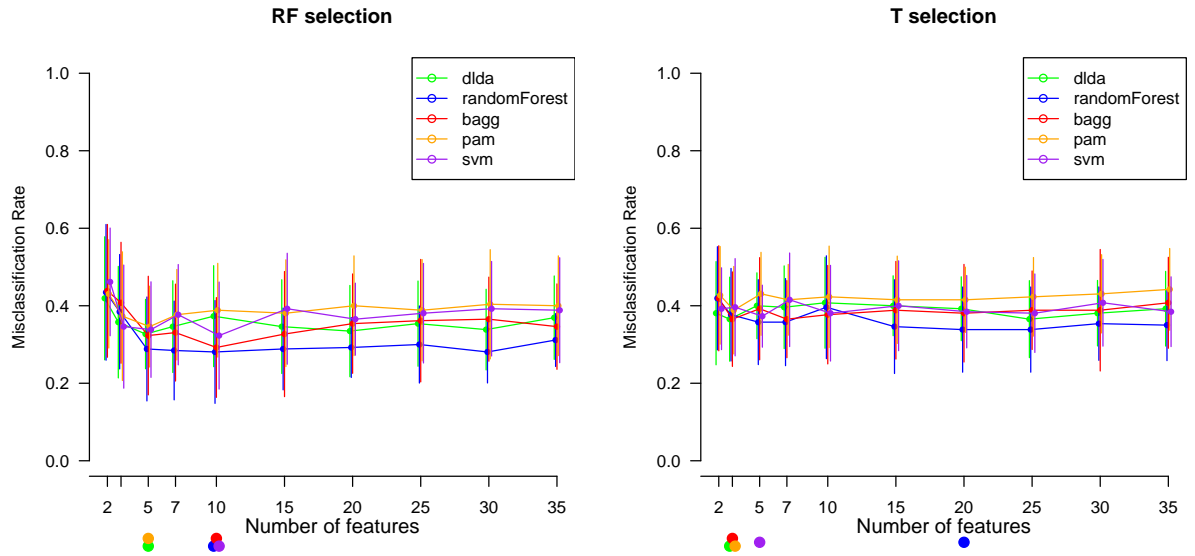 RF selection
1.0
0.8
0.6
0.4
0.2
0.0
Misclassification Rate
dlda
randomForest
bagg
pam
svm
2 5 7 10 15 20 25 30 35
Number of features
T selection
1.0
0.8
0.6
0.4
0.2
0.0
Misclassification Rate
dlda
randomForest
bagg
pam
svm
2 5 7 10 15 20 25 30 35
Number of features